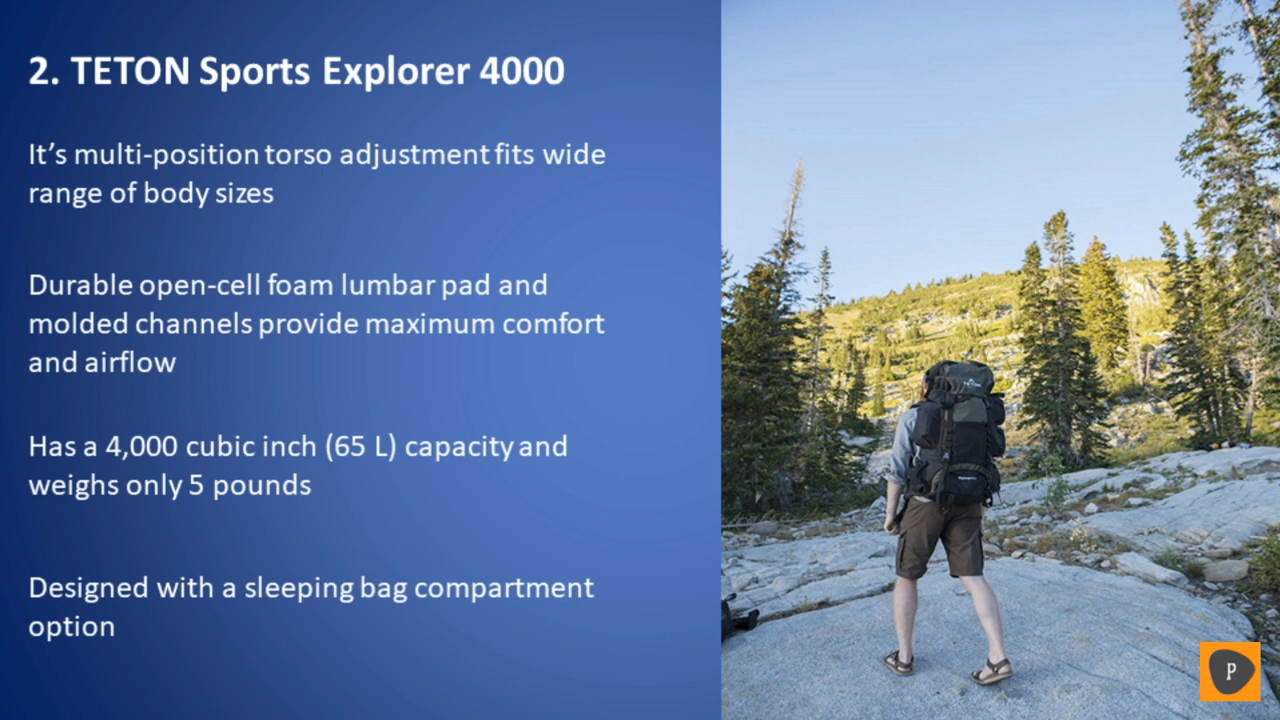 2. TETON Sports Explorer 4000
It's multi-position torso adjustment fits wide
range of body sizes
Durable open-cell foam lumbar pad and
molded channels provide maximum comfort
and airflow
Has a 4,000 cubic inch (65 L) capacity and
weighs only 5 pounds
Designed with a sleeping bag compartment
option
P